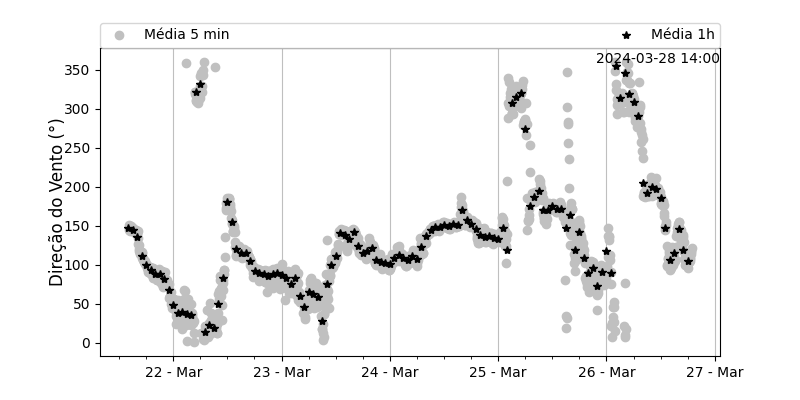 Média 5 min
Média 1h
2024-03-28 14:00
Direção do Vento (°)
350
300
250
200
150
100
50
0
22 - Mar
23 - Mar
24 - Mar
25 - Mar
26 - Mar
27 - Mar